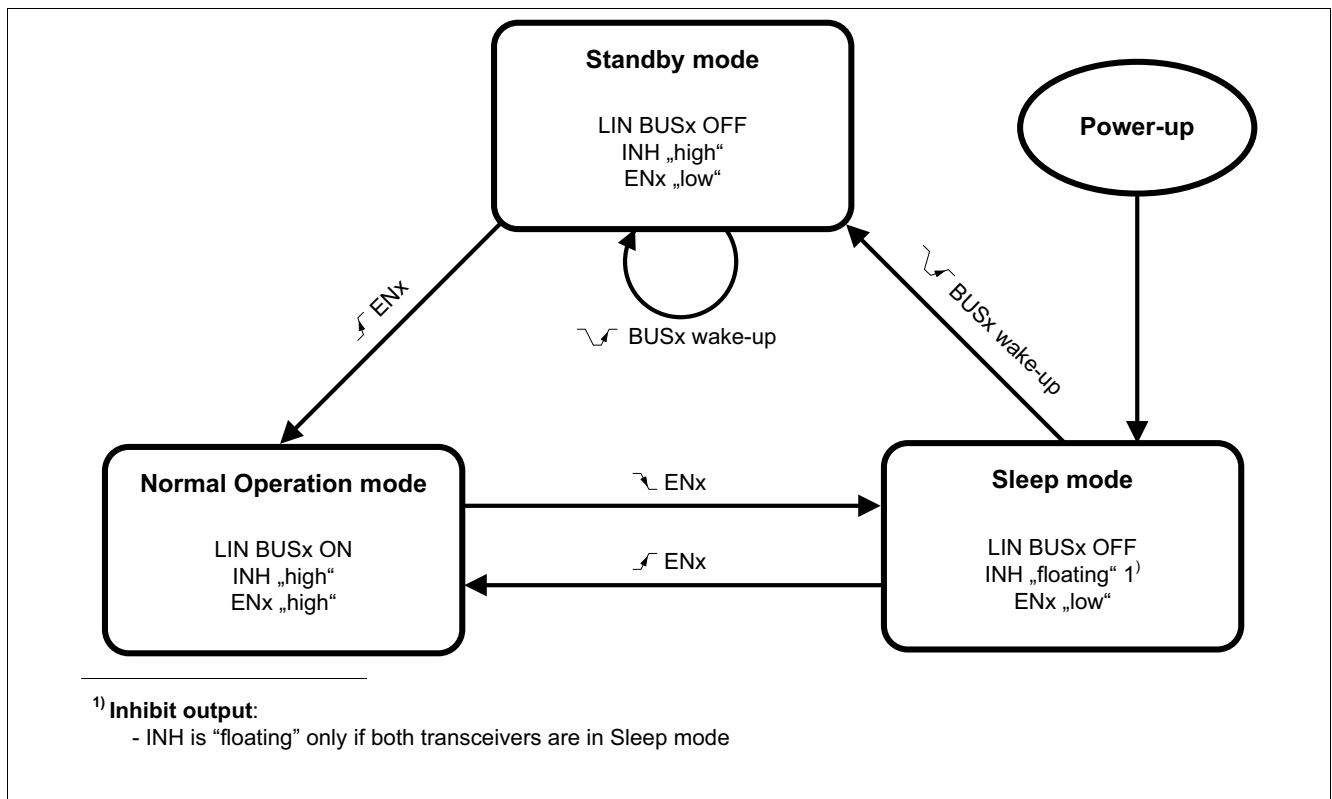 Standby mode
LIN BUSx OFF
INH „high“
ENx „low“
Power-up
ENx
BUSx wake-up
BUSx wake-up
Normal Operation mode
LIN BUSx ON
INH „high“
ENx „high“
ENx
ENx
Sleep mode
LIN BUSx OFF
INH „floating“ 1)
ENx „low“
1) Inhibit output:
- INH is “floating” only if both transceivers are in Sleep mode